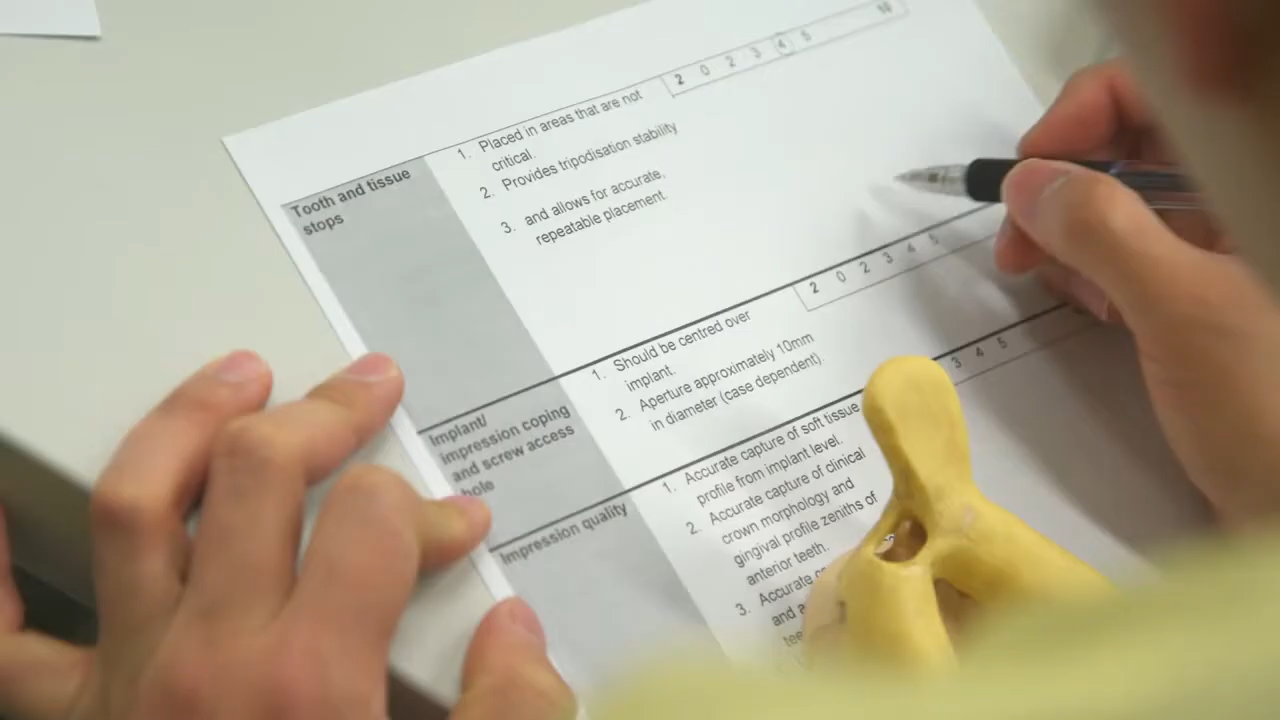 2 0 2 3 4 5 10
Tooth and tissue
stops
1. Placed in areas that are not
critical.
2. Provides tripodisation stability
3. and allows for accurate,
repeatable placement.
2 0 2 3 4 5
Implant/
impression coping
and screw access
hole
1. Should be centred over
implant.
2. Aperture approximately 10mm
in diameter (case dependent).
3 4 5
Impression quality
1. Accurate capture of soft tissue
profile from implant level.
2. Accurate capture of clinical
crown morphology and
gingival profile zeniths of
anterior teeth.
3. Accurate
and